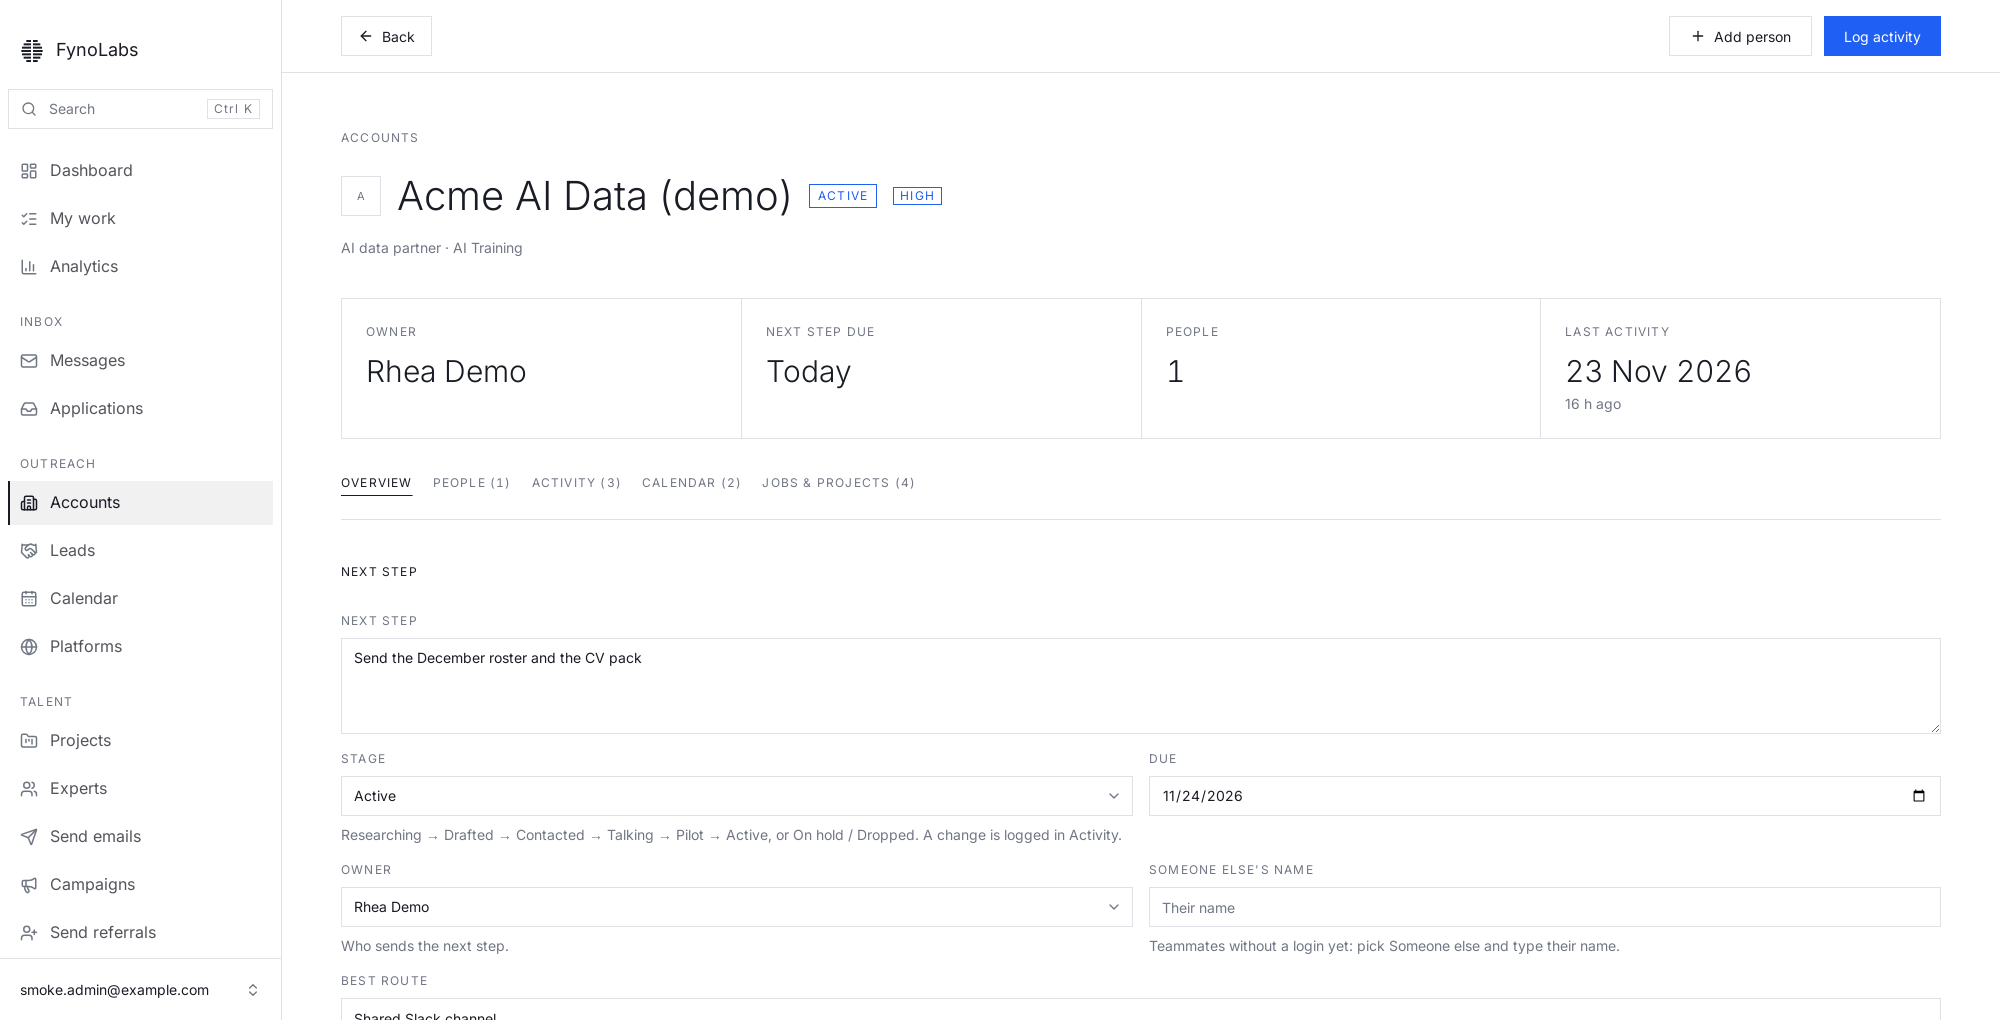 FynoLabs
Search
Ctrl K
Dashboard
My work
Analytics
INBOX
Messages
Applications
OUTREACH
Accounts
Leads
Calendar
Platforms
TALENT
Projects
Experts
Send emails
Campaigns
Send referrals
smoke.admin@example.com
Back
Add person
Log activity
ACCOUNTS
A
Acme AI Data (demo)
ACTIVE
HIGH
AI data partner · AI Training
OWNER
Rhea Demo
NEXT STEP DUE
Today
PEOPLE
1
LAST ACTIVITY
23 Nov 2026
16 h ago
OVERVIEW
PEOPLE (1)
ACTIVITY (3)
CALENDAR (2)
JOBS & PROJECTS (4)
NEXT STEP
NEXT STEP
Send the December roster and the CV pack
STAGE
Active
Researching → Drafted → Contacted → Talking → Pilot → Active, or On hold / Dropped. A change is logged in Activity.
DUE
11/24/2026
OWNER
Rhea Demo
Who sends the next step.
SOMEONE ELSE'S NAME
Their name
Teammates without a login yet: pick Someone else and type their name.
BEST ROUTE
Shared Slack channel